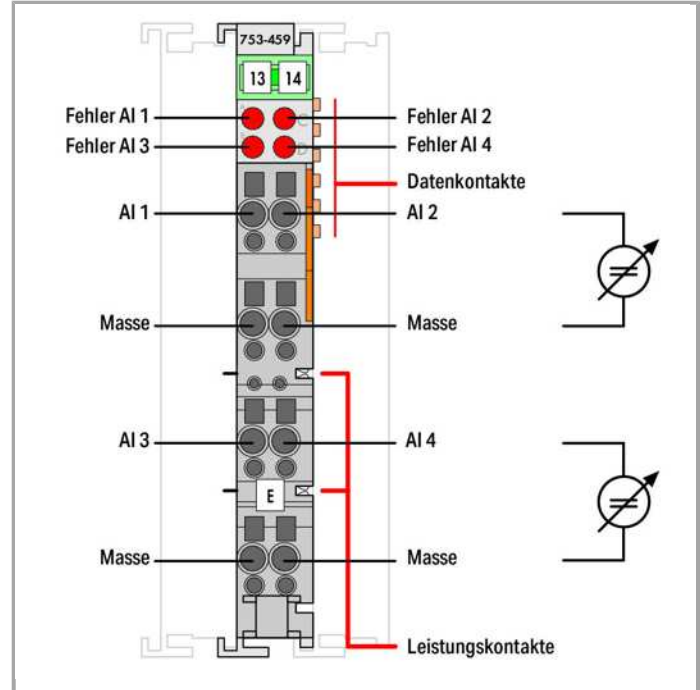 753-459
13 14
Fehler AI 1
Fehler AI 2
Fehler AI 3
Fehler AI 4
Datenkontakte
AI 1
AI 2
Masse
Masse
AI 3
AI 4
E
Masse
Masse
Leistungskontakte